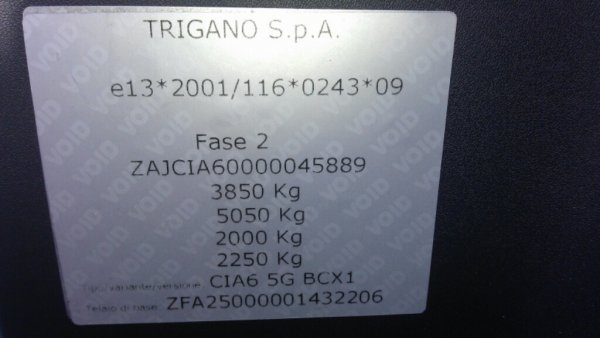 TRIGANO S.p.A.
e13*2001/116*0243*09
Fase 2
ZAJCIA60000045889
3850 Kg
5050 Kg
2000 Kg
2250 Kg
Tipo/variante/versione CIA6 5G BCX1
Telaio di base ZFA25000001432206